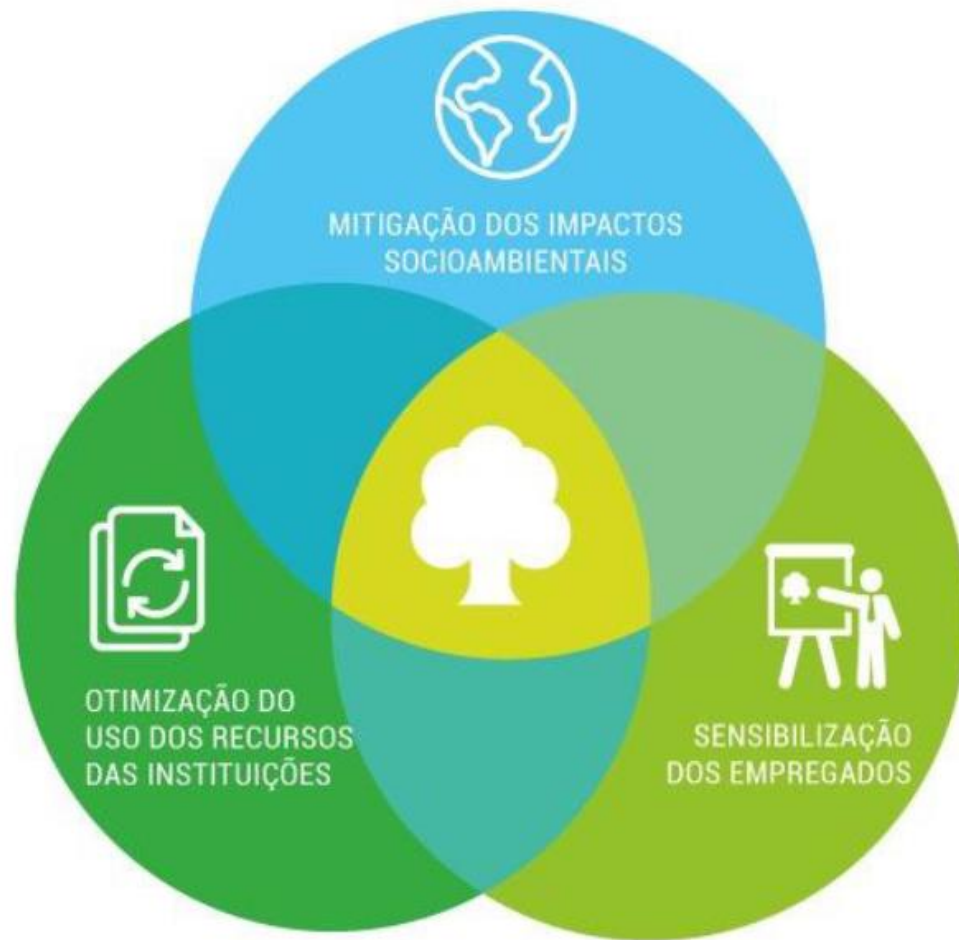 MITIGAÇÃO DOS IMPACTOS
SOCIOAMBIENTAIS
OTIMIZAÇÃO DO
USO DOS RECURSOS
DAS INSTITUIÇÕES
SENSIBILIZAÇÃO
DOS EMPREGADOS